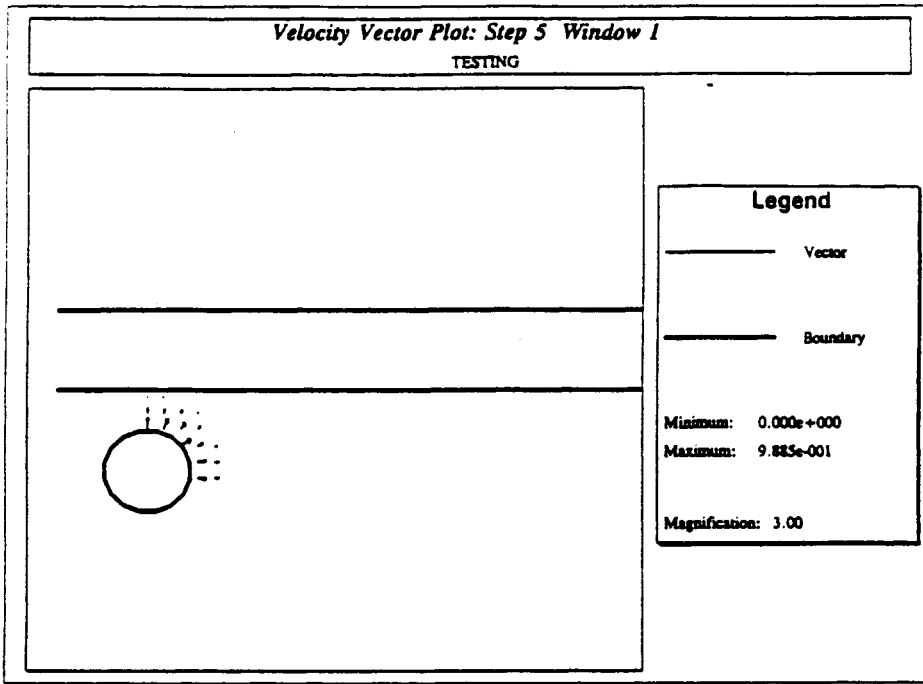 Velocity Vector Plot: Step 5 Window 1
TESTING
Legend
Vector
Boundary
Minimum: 0.000e+000
Maximum: 9.885e-001
Magnification: 3.00